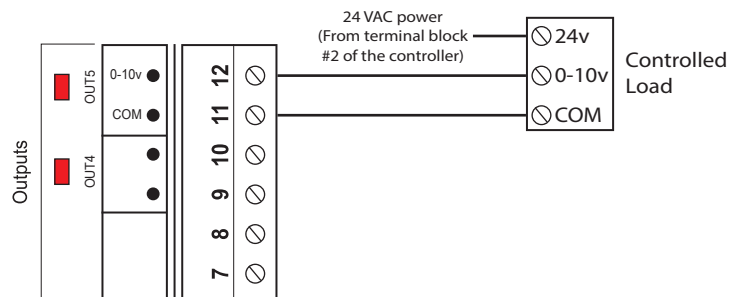 24 VAC power
(From terminal block
#2 of the controller)
24v
0-10v
COM
Controlled
Load
Outputs
OUT5
OUT4
0-10v
COM
12
11
10
9
8
7